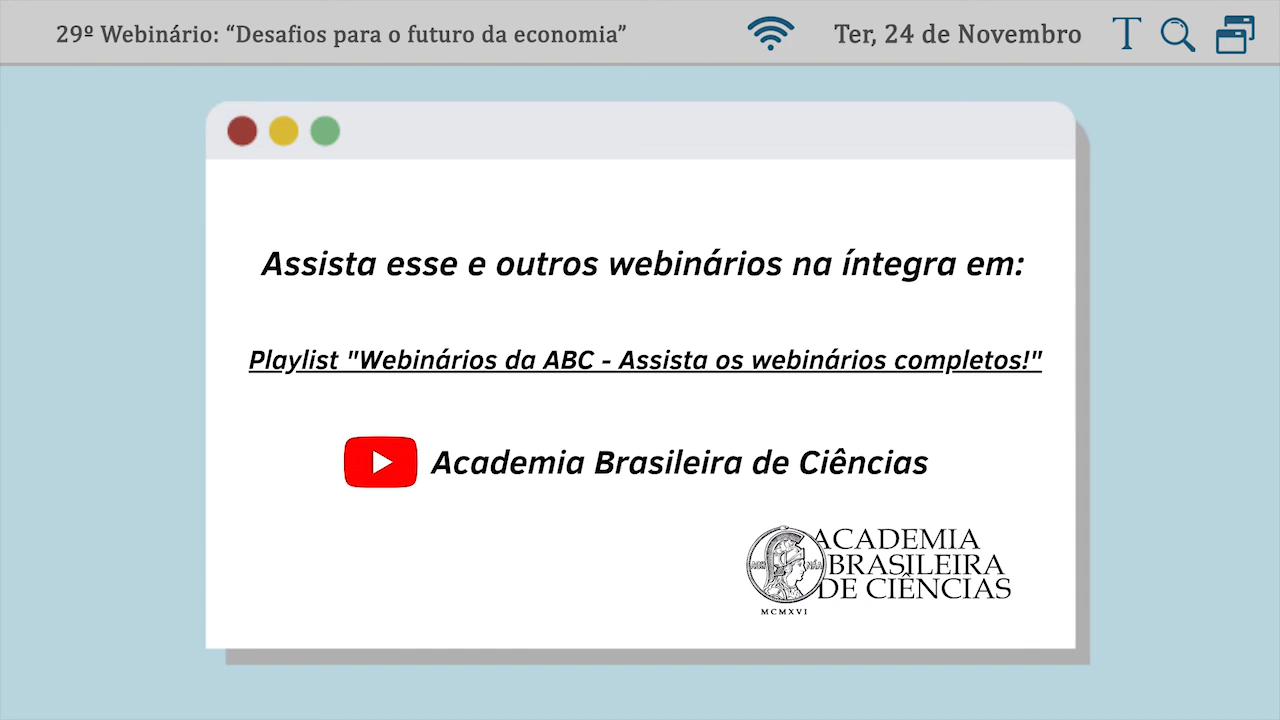 29º Webinário: “Desafios para o futuro da economia”
Ter, 24 de Novembro
T
Assista esse e outros webinários na íntegra em:
Playlist "Webinários da ABC - Assista os webinários completos!"
Academia Brasileira de Ciências
ACADEMIA
BRASILEIRA
DE CIÊNCIAS
MCMXVI